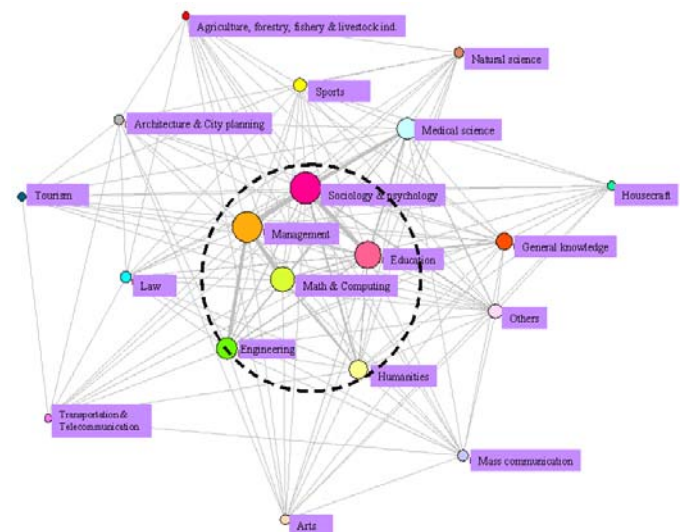 Agriculture, forestry, fishery & livestock ind.
Natural science
Sports
Architecture & City planning
Medical science
Tourism
Sociology & psychology
Housecraft
Management
General knowledge
Education
Law
Math & Computing
Others
Engineering
Humanities
Transportation &
Telecommunication
Mass communication
Arts